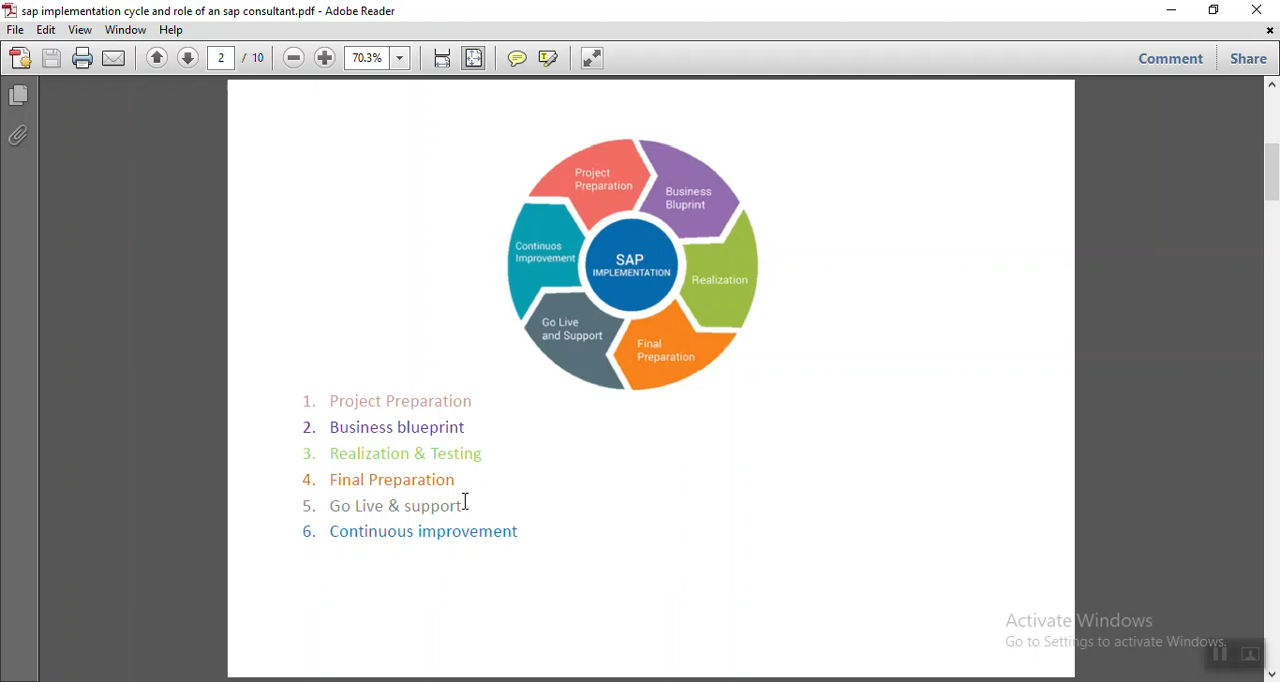 sap implementation cycle and role of an sap consultant.pdf - Adobe Reader
File Edit View Window Help
2 / 10 70.3% Comment Share
Project
Preparation
Business
Bluprint
Continuos
Improvement
SAP
IMPLEMENTATION
Realization
Go Live
and Support
Final
Preparation
1. Project Preparation
2. Business blueprint
3. Realization & Testing
4. Final Preparation
5. Go Live & support
6. Continuous improvement
Activate Windows
Go to Settings to activate Windows.